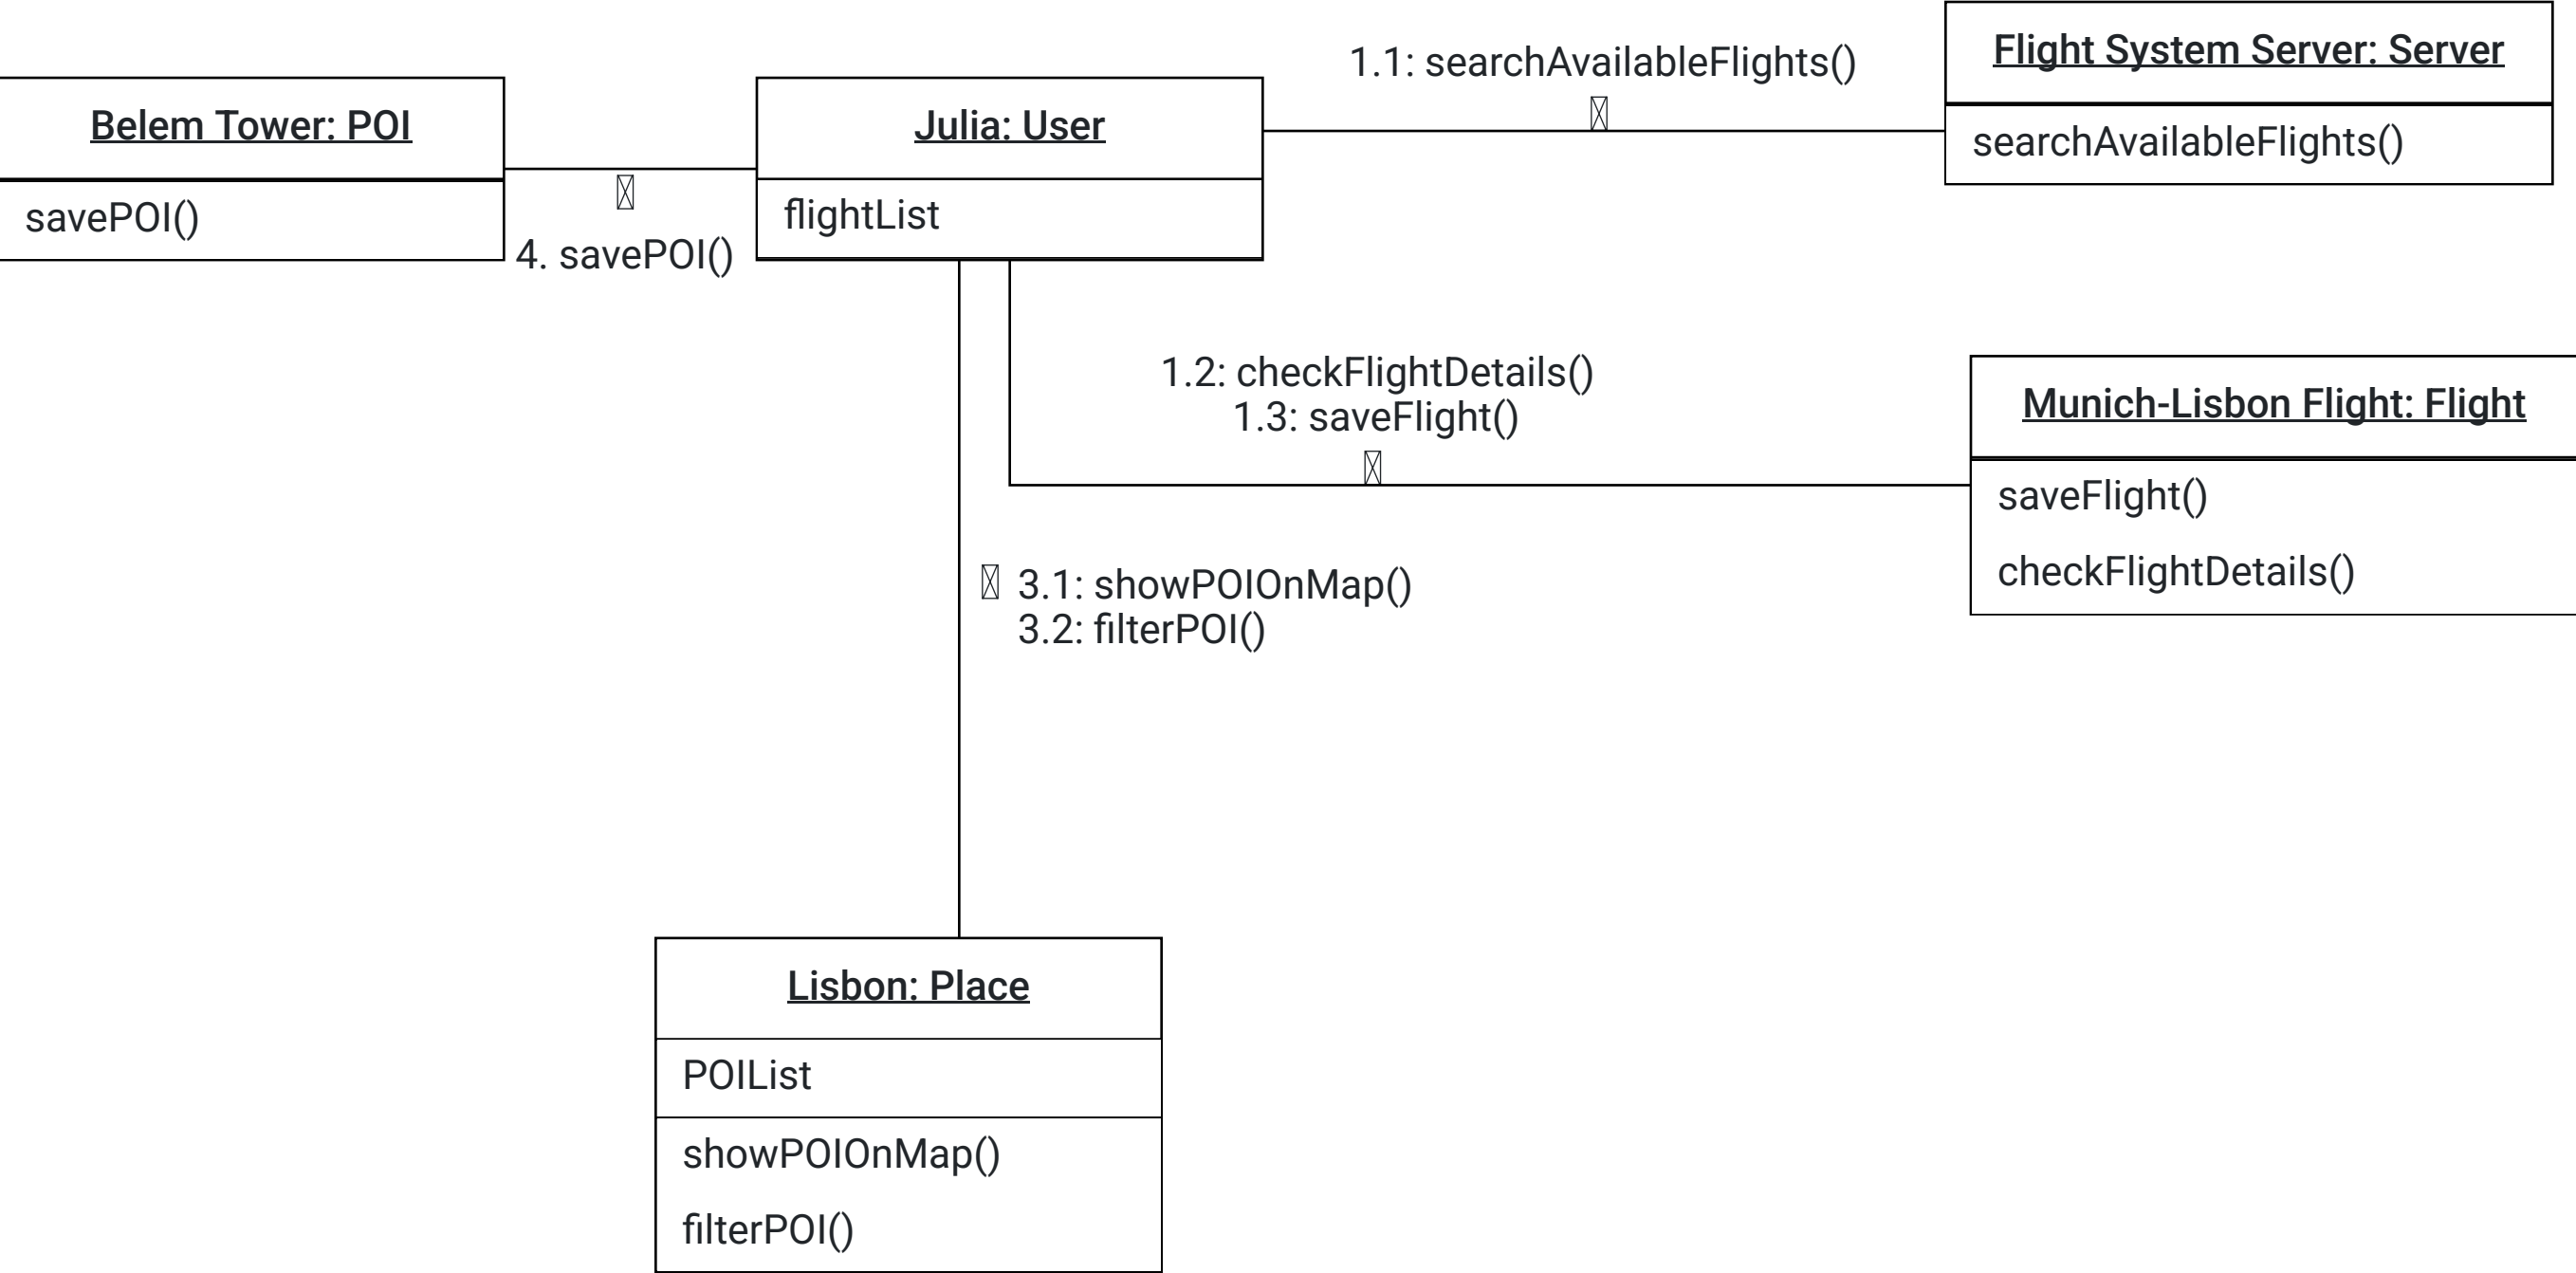 Belem Tower: POI
savePOI()
4. savePOI()
Julia: User
flightList
1.1: searchAvailableFlights()
Flight System Server: Server
searchAvailableFlights()
1.2: checkFlightDetails()
1.3: saveFlight()
Munich-Lisbon Flight: Flight
saveFlight()
checkFlightDetails()
3.1: showPOIOnMap()
3.2: filterPOI()
Lisbon: Place
POIList
showPOIOnMap()
filterPOI()